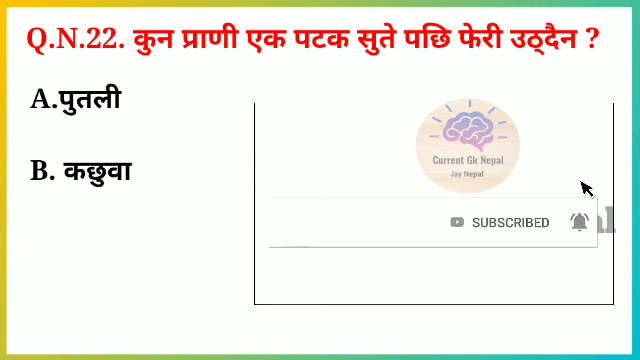 Q.N.22. कुन प्राणी एक पटक सुते पछि फेरी उठ्दैन ?
A.पुतली
B. कछुवा
Current Gk Nepal
Jay Nepal
SUBSCRIBED